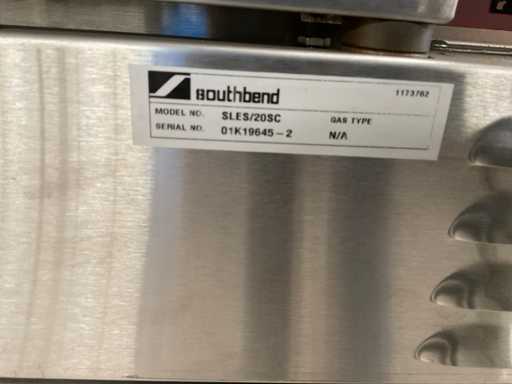 Southbend 1173762
MODEL NO. SLES/20SC GAS TYPE
SERIAL NO. 01K19645-2 N/A